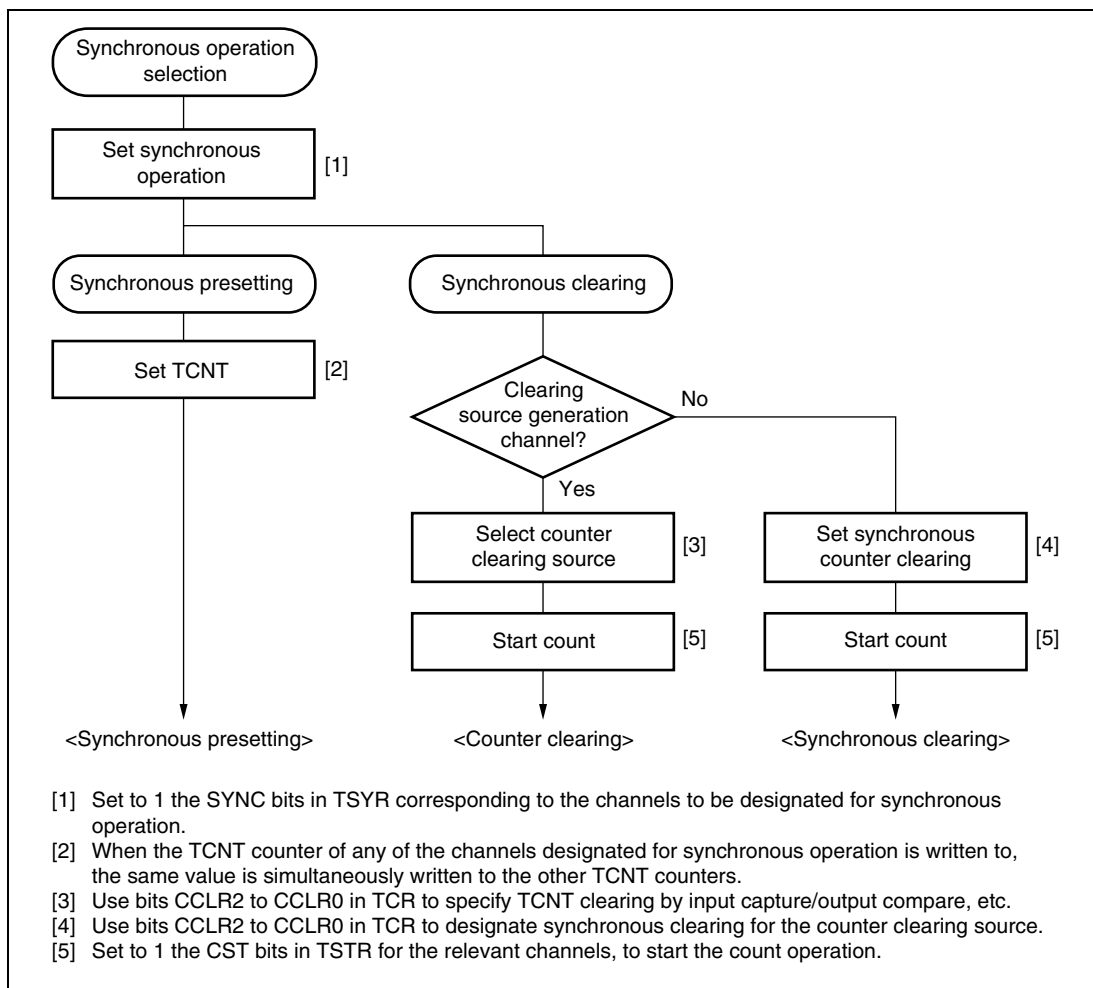 Synchronous operation
selection
Set synchronous
operation
[1]
Synchronous presetting
Synchronous clearing
Set TCNT
[2]
Clearing
source generation
channel?
No
Yes
Select counter
clearing source
[3]
Set synchronous
counter clearing
[4]
Start count
[5]
Start count
[5]
<Synchronous presetting>
<Counter clearing>
<Synchronous clearing>
[1] Set to 1 the SYNC bits in TSYR corresponding to the channels to be designated for synchronous
operation.
[2] When the TCNT counter of any of the channels designated for synchronous operation is written to,
the same value is simultaneously written to the other TCNT counters.
[3] Use bits CCLR2 to CCLR0 in TCR to specify TCNT clearing by input capture/output compare, etc.
[4] Use bits CCLR2 to CCLR0 in TCR to designate synchronous clearing for the counter clearing source.
[5] Set to 1 the CST bits in TSTR for the relevant channels, to start the count operation.